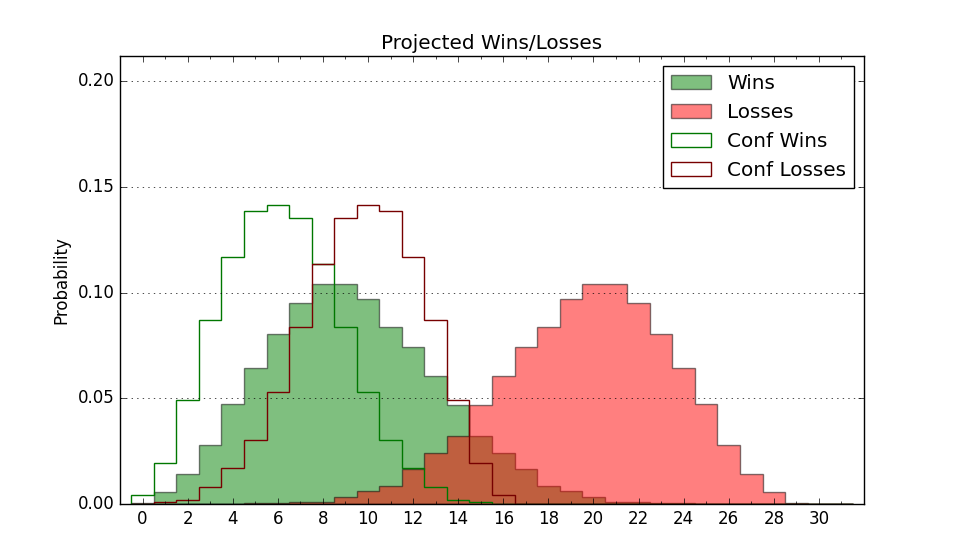 Projected Wins/Losses
Wins
Losses
Conf Wins
Conf Losses
Probability
0.20
0.15
0.10
0.05
0.00
0 2 4 6 8 10 12 14 16 18 20 22 24 26 28 30